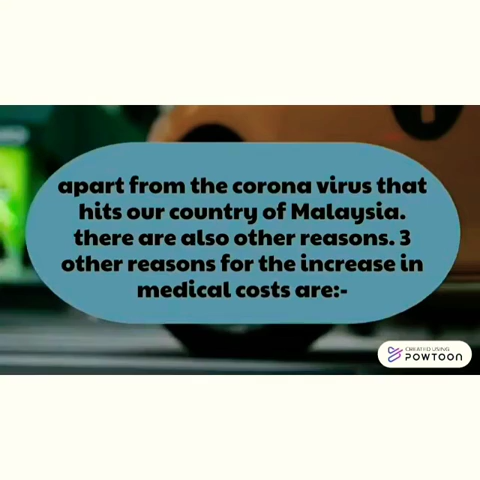 apart from the corona virus that
hits our country of Malaysia.
there are also other reasons. 3
other reasons for the increase in
medical costs are:-
CREATED USING
POWTOON